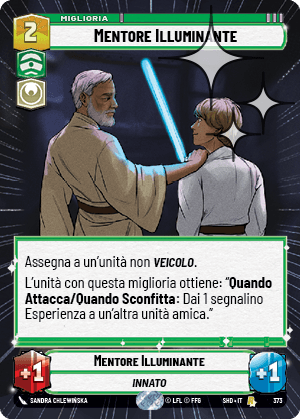 MIGLIORIA
2
MENTORE ILLUMINANTE
Assegna a un'unità non VEICOLO.
L'unità con questa miglioria ottiene: "Quando
Attacca/Quando Sconfitta: Dai 1 segnalino
Esperienza a un'altra unità amica."
+1
MENTORE ILLUMINANTE
+1
INNATO
SANDRA CHLEWIŃSKA
© LFL © FFG
SHD • IT
373